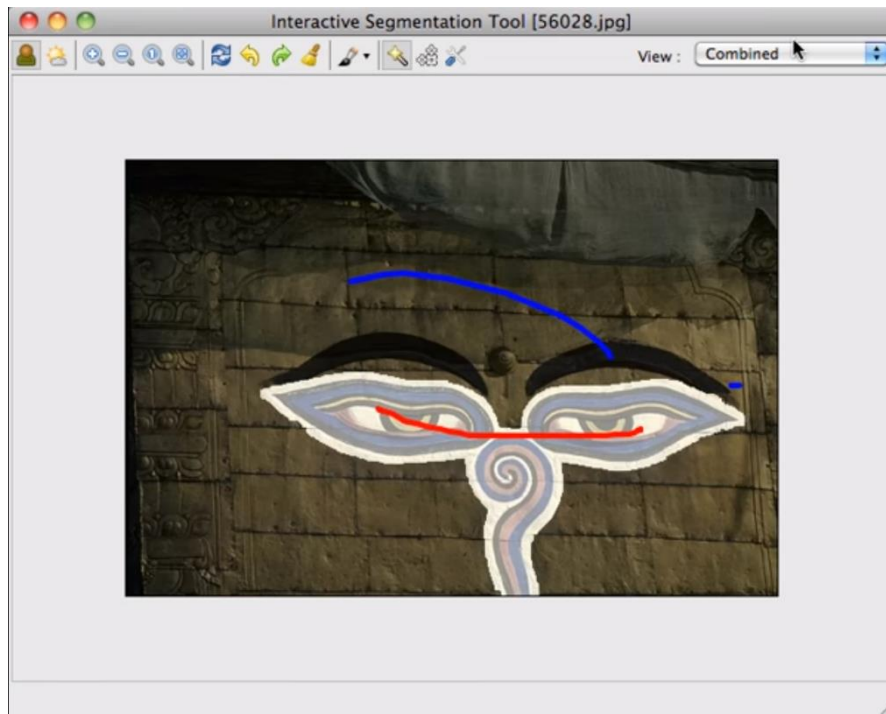 Interactive Segmentation Tool [56028.jpg]
View : Combined